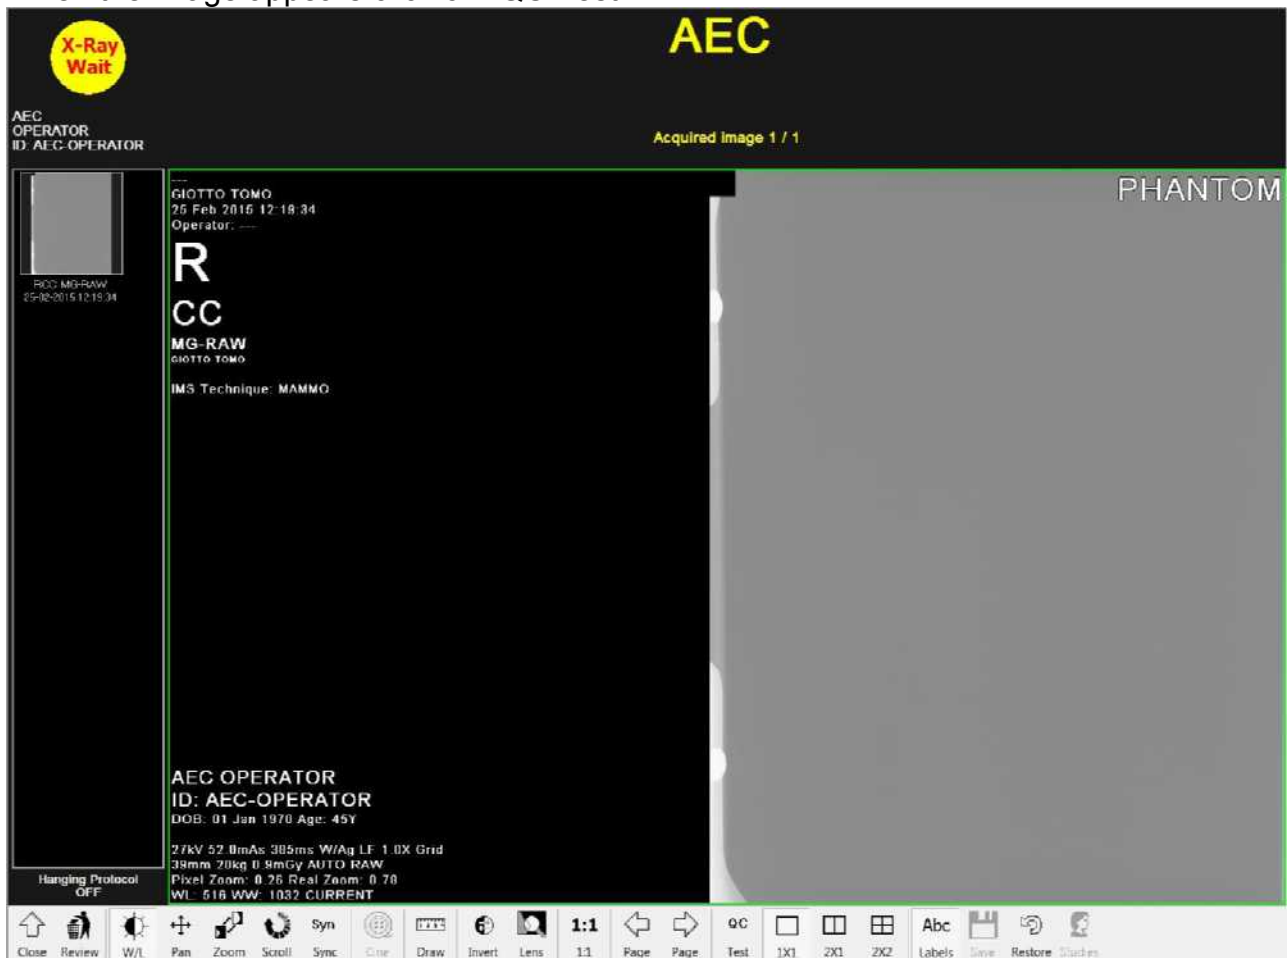 X-Ray
Wait
AEC
AEC
OPERATOR
ID: AEC-OPERATOR
Acquired image 1 / 1
---
GIOTTO TOMO
25 Feb 2015 12:19:34
Operator: ---
PHANTOM
R
CC
MG-RAW
GIOTTO TOMO
IMS Technique: MAMMO
RCC MG-RAW
25-02-2015 12:19:34
AEC OPERATOR
ID: AEC-OPERATOR
DOB: 01 Jan 1970 Age: 45Y
27kV 52.0mAs 305ms W/Ag LF 1.0X Grid
39mm 20kg 0.9mGy AUTO RAW
Pixel Zoom: 0.26 Real Zoom: 0.78
WL: 516 WW: 1032 CURRENT
Hanging Protocol
OFF
Syn 1:1 QC Abc
Close Review W/L Pan Zoom Scroll Sync Cine Draw Invert Lens 1:1 Page Page Test 1X1 2X1 2X2 Labels Save Restore